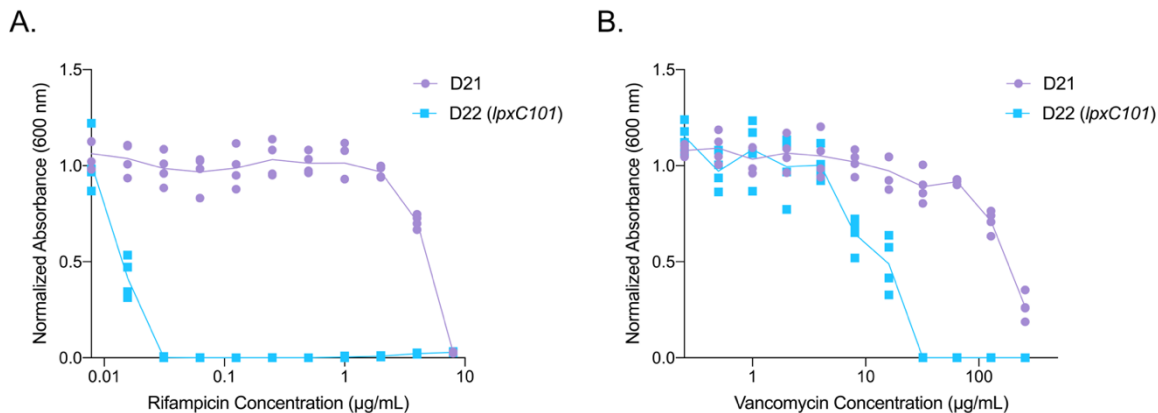 A.
Normalized Absorbance (600 nm)
1.5
1.0
0.5
0.0
0.01
0.1
1
10
Rifampicin Concentration (µg/mL)
D21
D22 (lpxC101)
B.
Normalized Absorbance (600 nm)
1.5
1.0
0.5
0.0
1
10
100
Vancomycin Concentration (µg/mL)
D21
D22 (lpxC101)